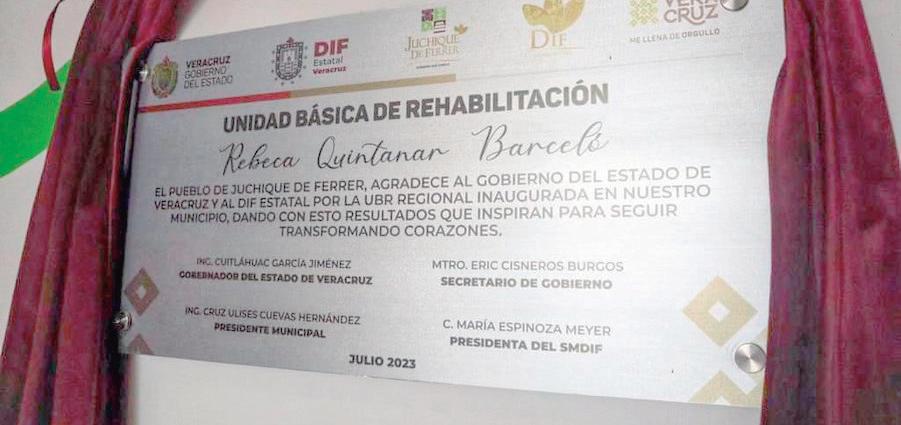 VERACRUZ
GOBIERNO
DEL ESTADO
DIF
Estatal
Veracruz
JUCHIQUE
DE FERRER
DIF
VERA
CRUZ
ME LLENA DE ORGULLO
UNIDAD BÁSICA DE REHABILITACIÓN
Rebeca Quintanar Barceló
EL PUEBLO DE JUCHIQUE DE FERRER, AGRADECE AL GOBIERNO DEL ESTADO DE
VERACRUZ Y AL DIF ESTATAL POR LA UBR REGIONAL INAUGURADA EN NUESTRO
MUNICIPIO, DANDO CON ESTO RESULTADOS QUE INSPIRAN PARA SEGUIR
TRANSFORMANDO CORAZONES.
ING. CUITLÁHUAC GARCÍA JIMÉNEZ
GOBERNADOR DEL ESTADO DE VERACRUZ
MTRO. ERIC CISNEROS BURGOS
SECRETARIO DE GOBIERNO
ING. CRUZ ULISES CUEVAS HERNÁNDEZ
PRESIDENTE MUNICIPAL
C. MARÍA ESPINOZA MEYER
PRESIDENTA DEL SMDIF
JULIO 2023